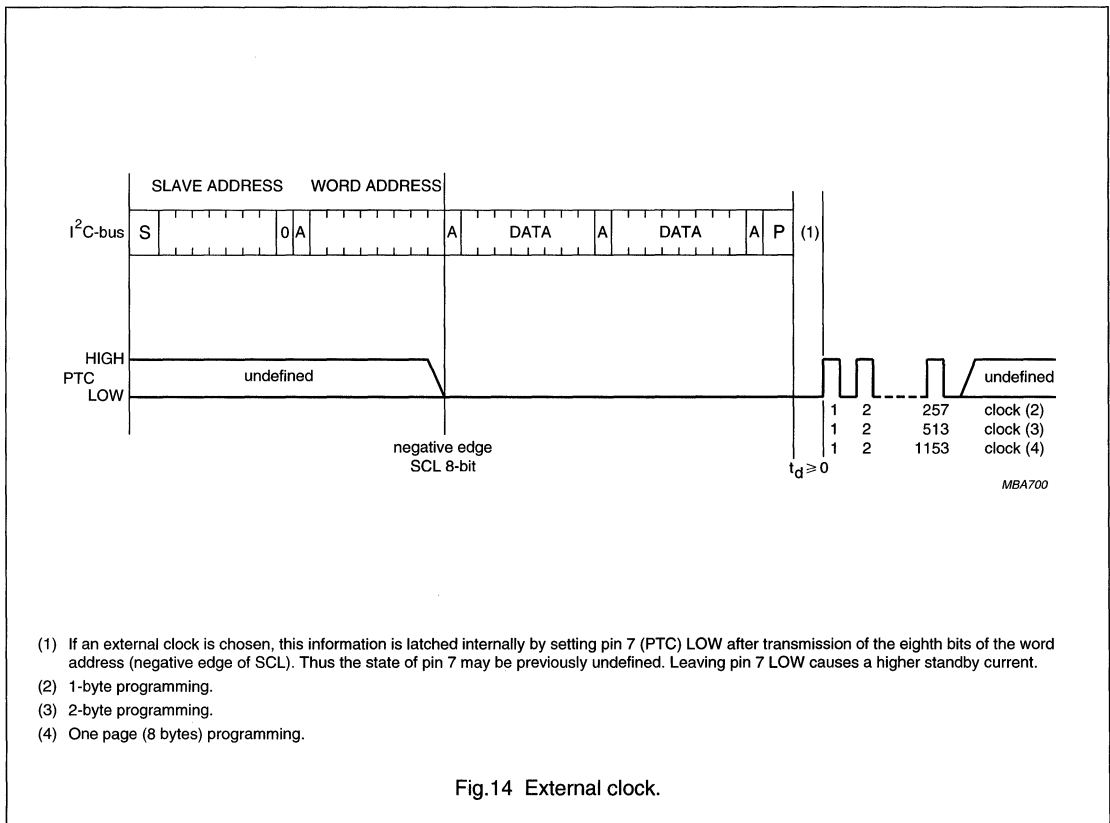 SLAVE ADDRESS WORD ADDRESS
I²C-bus S 0 A A DATA A DATA A P (1)
HIGH
PTC undefined undefined
LOW
1 2 257 clock (2)
1 2 513 clock (3)
1 2 1153 clock (4)
negative edge
SCL 8-bit
td ⩾ 0
MBA700
(1) If an external clock is chosen, this information is latched internally by setting pin 7 (PTC) LOW after transmission of the eighth bits of the word
address (negative edge of SCL). Thus the state of pin 7 may be previously undefined. Leaving pin 7 LOW causes a higher standby current.
(2) 1-byte programming.
(3) 2-byte programming.
(4) One page (8 bytes) programming.
Fig.14 External clock.